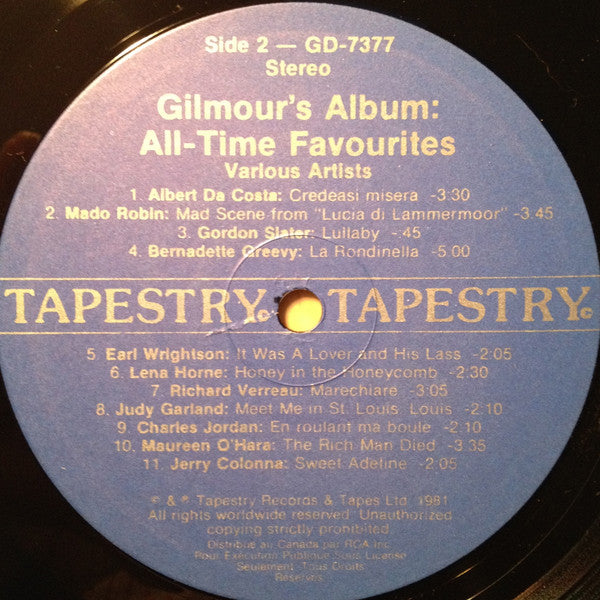 Side 2 — GD-7377
Stereo
Gilmour's Album:
All-Time Favourites
Various Artists
1. Albert Da Costa: Credeasi misera -3:30
2. Mado Robin: Mad Scene from "Lucia di Lammermoor" -3:45
3. Gordon Slater: Lullaby -:45
4. Bernadette Greevy: La Rondinella -5:00
TAPESTRY© TAPESTRY©
5. Earl Wrightson: It Was A Lover and His Lass -2:05
6. Lena Horne: Honey in the Honeycomb -2:30
7. Richard Verreau: Marechiare -3:05
8. Judy Garland: Meet Me in St. Louis, Louis -2:10
9. Charles Jordan: En roulant ma boule -2:10
10. Maureen O'Hara: The Rich Man Died -3:35
11. Jerry Colonna: Sweet Adeline -2:05
© & ℗ Tapestry Records & Tapes Ltd. 1981
All rights worldwide reserved. Unauthorized
copying strictly prohibited.
Distribué au Canada par RCA Inc.
Pour Exécution Publique Sous License
Seulement. Tous Droits
Réservés